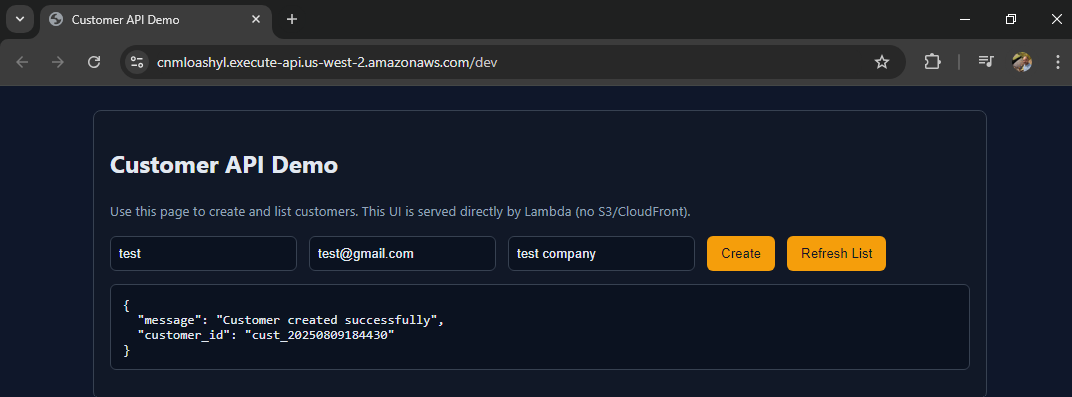 Customer API Demo
cnmloashyl.execute-api.us-west-2.amazonaws.com/dev
Customer API Demo
Use this page to create and list customers. This UI is served directly by Lambda (no S3/CloudFront).
test test@gmail.com test company Create Refresh List
{
"message": "Customer created successfully",
"customer_id": "cust_20250809184430"
}